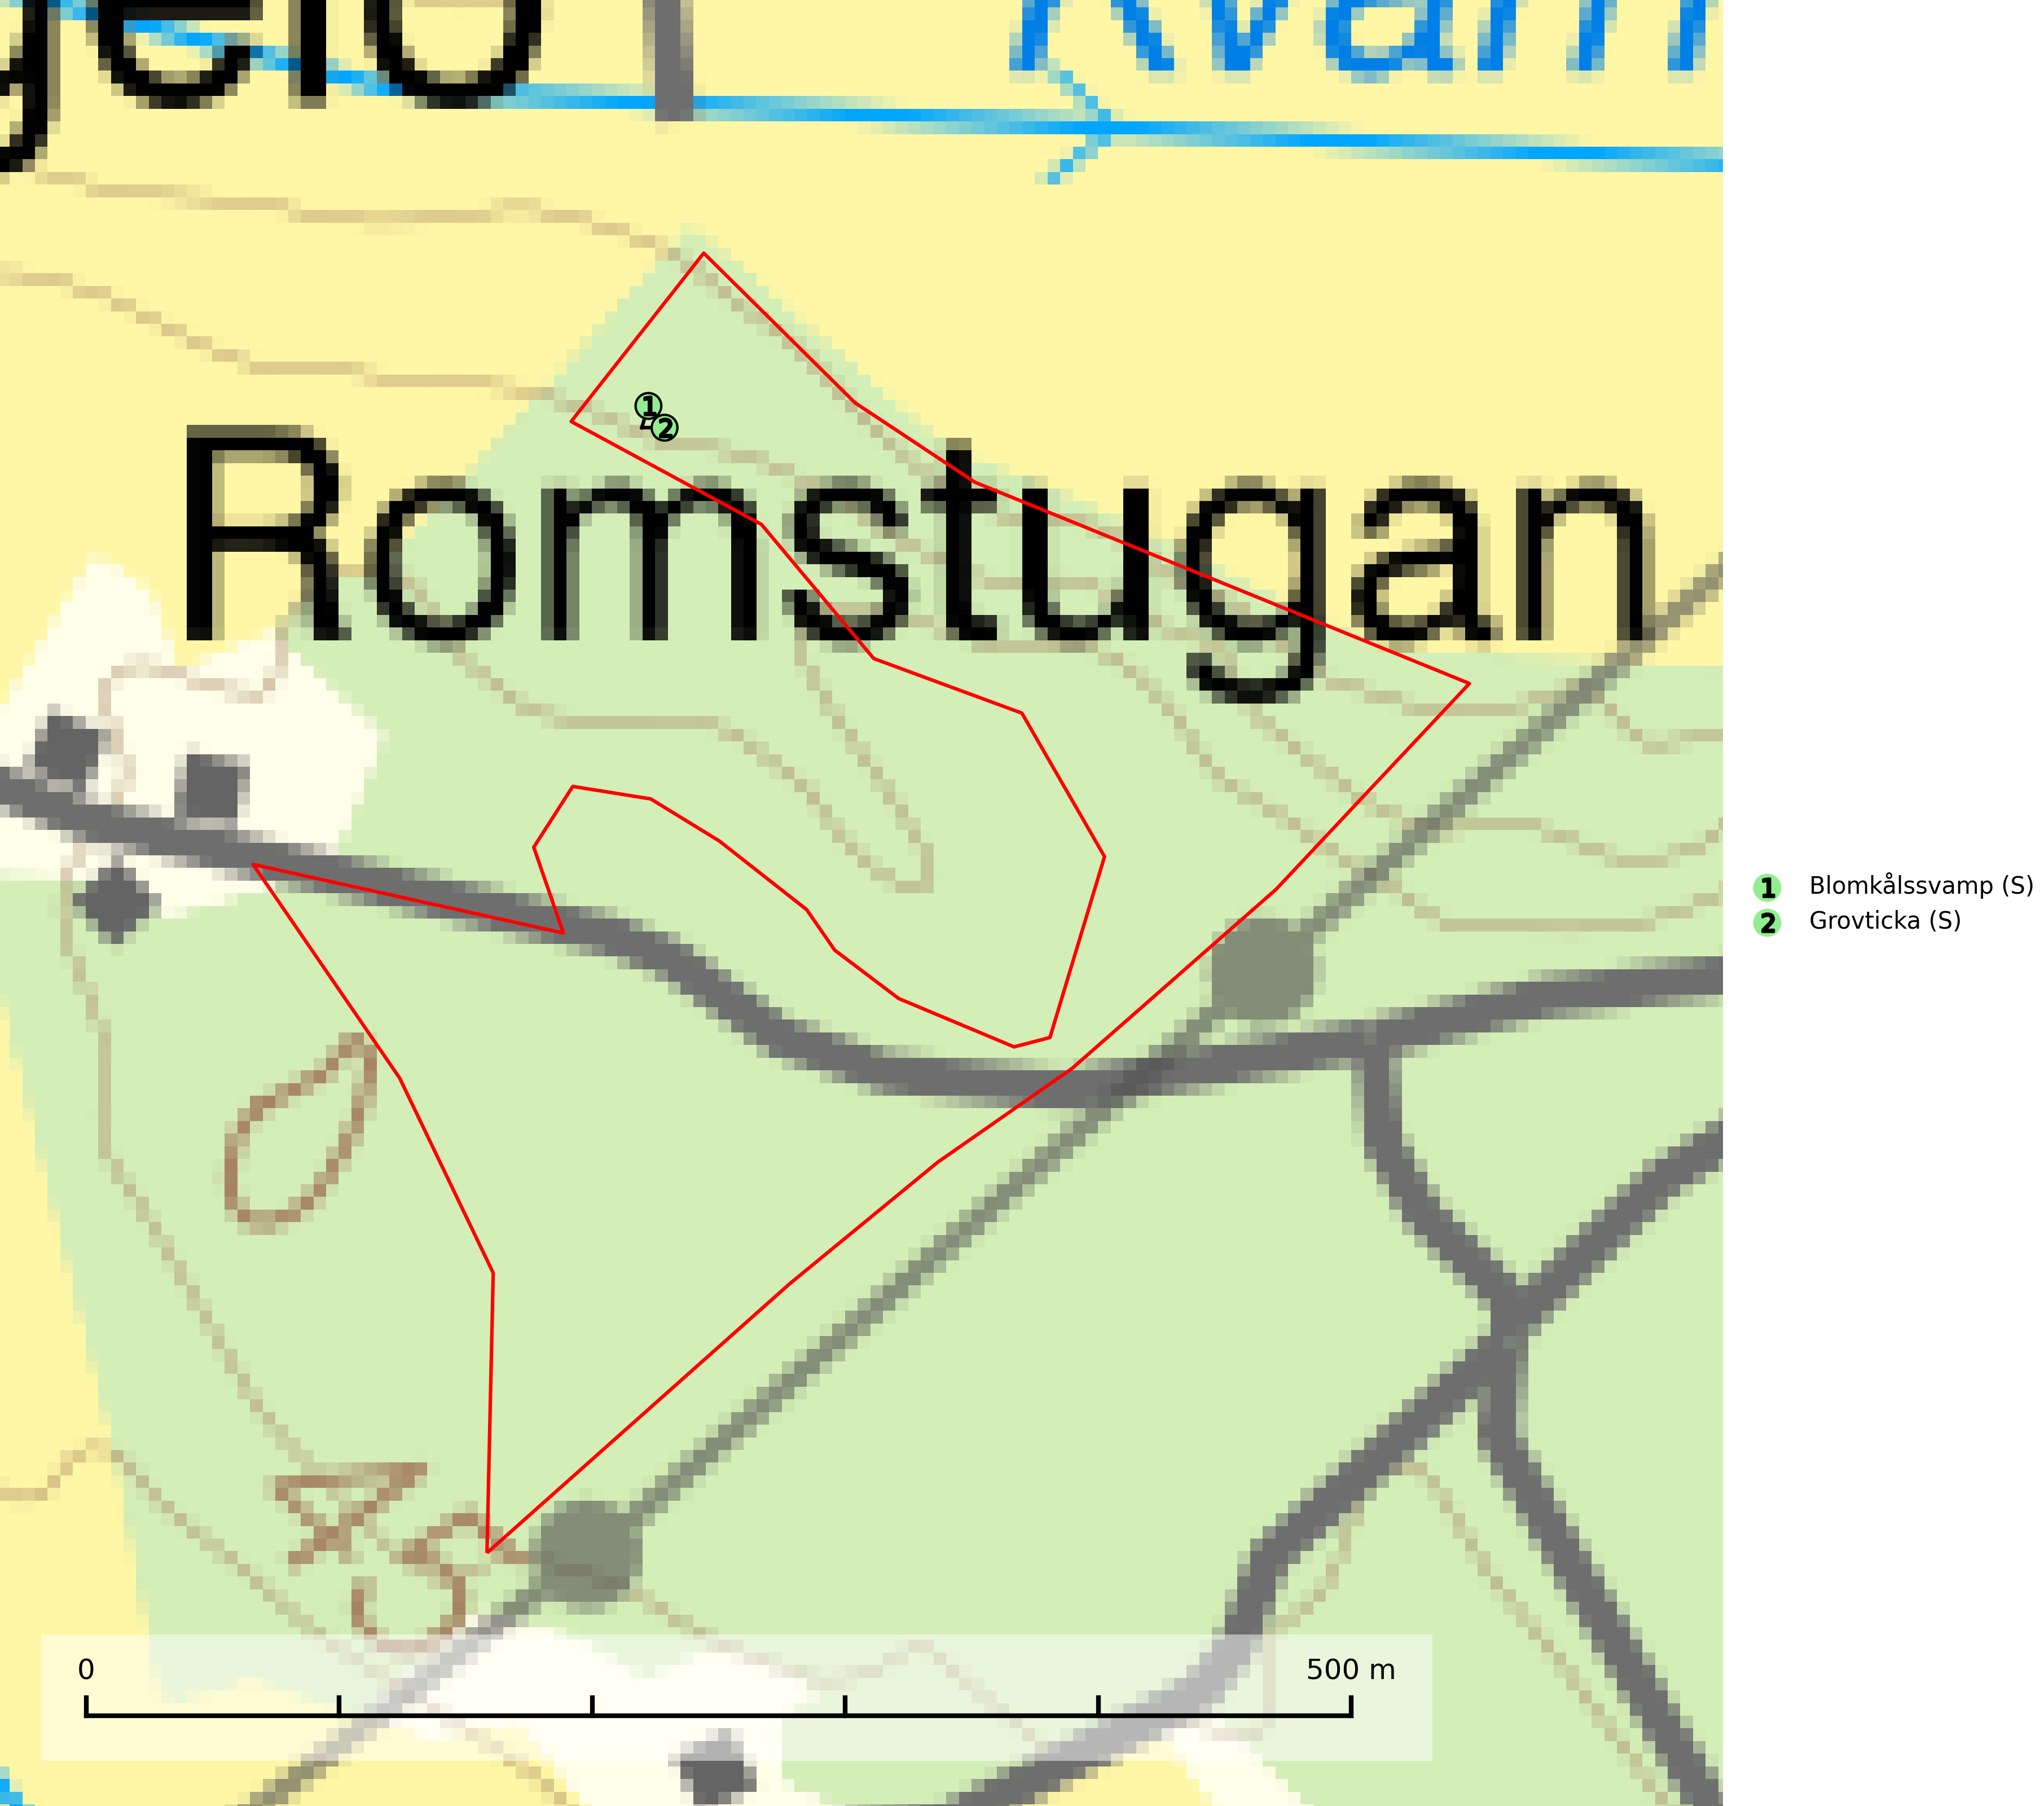 Romstugan
1
2
1 Blomkålssvamp (S)
2 Grovticka (S)
0 500 m